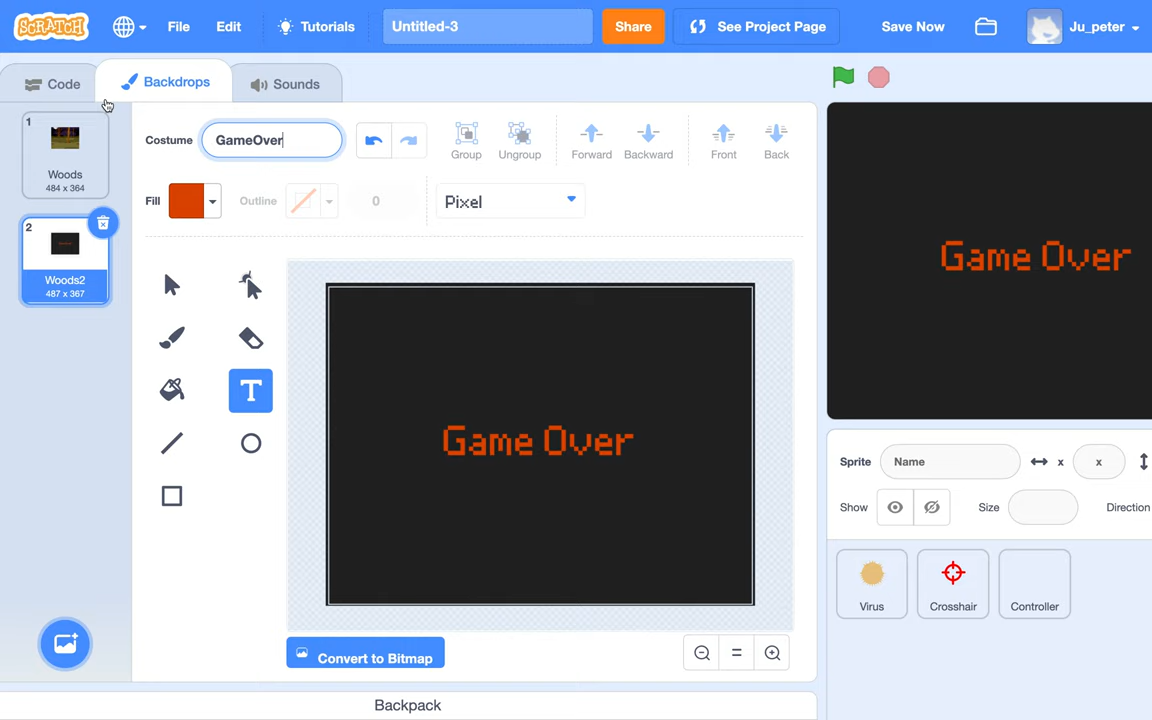 SCRATCH
File
Edit
Tutorials
Untitled-3
Share
See Project Page
Save Now
Ju_peter
Code
Backdrops
Sounds
1
Woods
484 x 364
2
Woods2
487 x 367
Costume
GameOver
Group
Ungroup
Forward
Backward
Front
Back
Fill
Outline
0
Pixel
Game Over
Convert to Bitmap
Backpack
Game Over
Sprite
Name
x
x
Show
Size
Direction
Virus
Crosshair
Controller